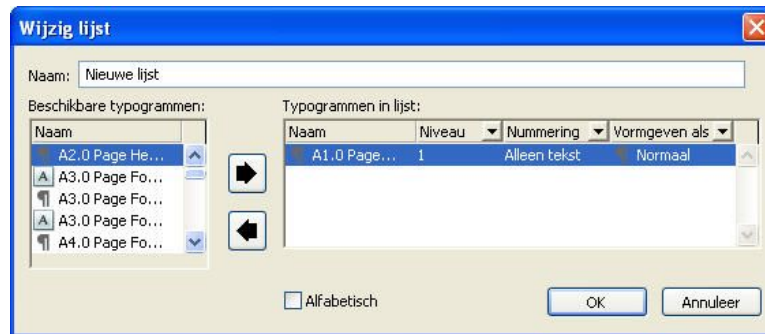 Wijzig lijst
Naam: Nieuwe lijst
Beschikbare typogrammen:
Naam
A2.0 Page He...
A A3.0 Page Fo...
¶ A3.0 Page Fo...
A A3.0 Page Fo...
¶ A4.0 Page Fo...
Typogrammen in lijst:
Naam Niveau Nummering Vormgeven als
¶ A1.0 Page... 1 Alleen tekst ¶ Normaal
Alfabetisch
OK Annuleer